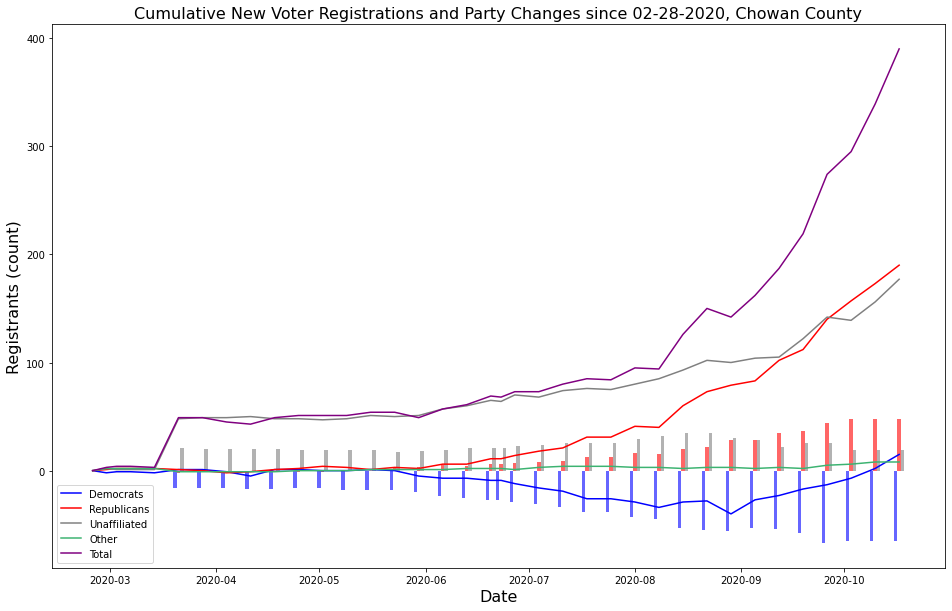 Cumulative New Voter Registrations and Party Changes since 02-28-2020, Chowan County
400
300
200
100
0
Registrants (count)
Democrats
Republicans
Unaffiliated
Other
Total
2020-03 2020-04 2020-05 2020-06 2020-07 2020-08 2020-09 2020-10
Date